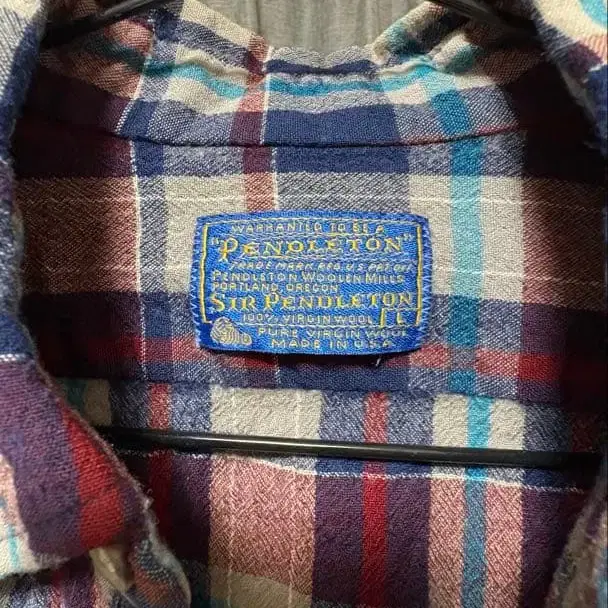 WARRANTED TO BE A
"PENDLETON"
TRADE MARK REG. U.S. PAT. OFF.
PENDLETON WOOLEN MILLS
PORTLAND, OREGON
SIR PENDLETON
100% VIRGIN WOOL L
PURE VIRGIN WOOL
MADE IN U.S.A.